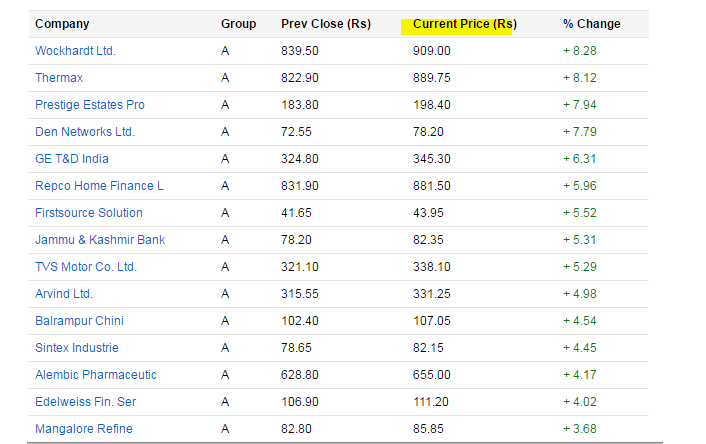 Company Group Prev Close (Rs) Current Price (Rs) % Change
Wockhardt Ltd. A 839.50 909.00 + 8.28
Thermax A 822.90 889.75 + 8.12
Prestige Estates Pro A 183.80 198.40 + 7.94
Den Networks Ltd. A 72.55 78.20 + 7.79
GE T&D India A 324.80 345.30 + 6.31
Repco Home Finance L A 831.90 881.50 + 5.96
Firstsource Solution A 41.65 43.95 + 5.52
Jammu & Kashmir Bank A 78.20 82.35 + 5.31
TVS Motor Co. Ltd. A 321.10 338.10 + 5.29
Arvind Ltd. A 315.55 331.25 + 4.98
Balrampur Chini A 102.40 107.05 + 4.54
Sintex Industrie A 78.65 82.15 + 4.45
Alembic Pharmaceutic A 628.80 655.00 + 4.17
Edelweiss Fin. Ser A 106.90 111.20 + 4.02
Mangalore Refine A 82.80 85.85 + 3.68